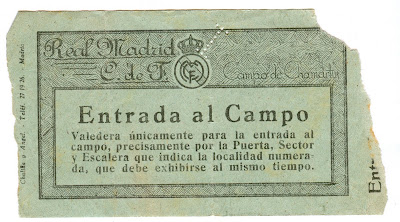 Real Madrid
C. de F.
Campo de Chamartín
Entrada al Campo
Valedera únicamente para la entrada al
campo, precisamente por la Puerta, Sector
y Escalera que indica la localidad numera-
da, que debe exhibirse al mismo tiempo.
Entr